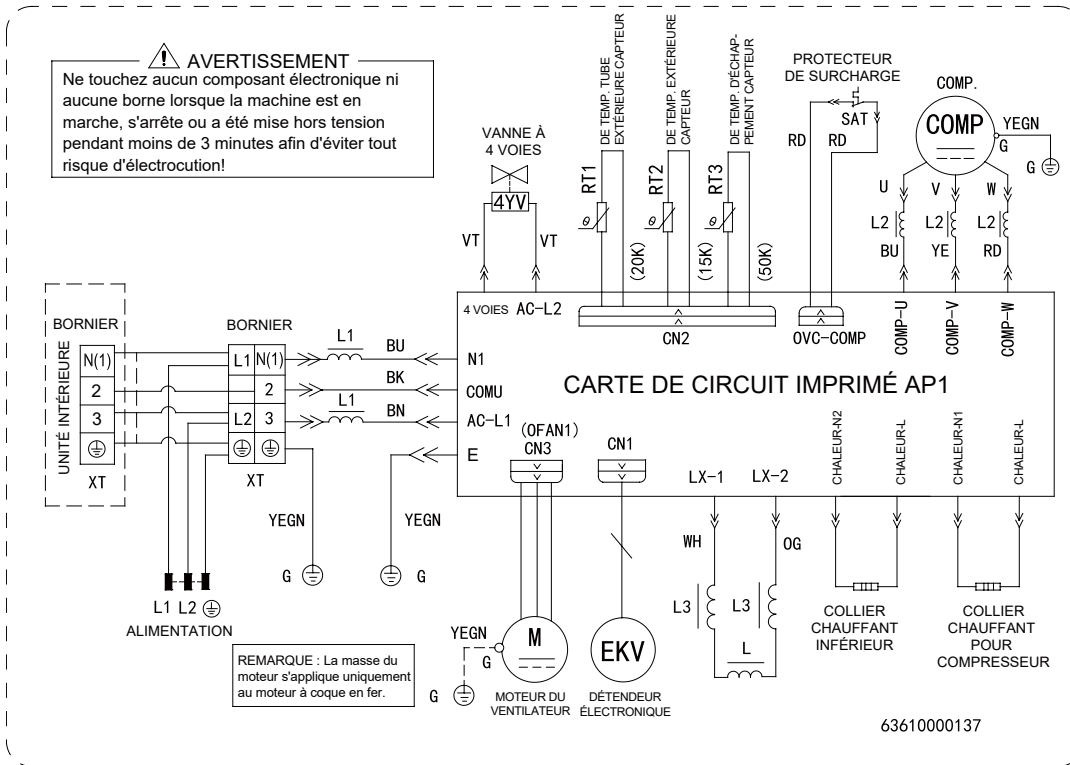 AVERTISSEMENT
Ne touchez aucun composant électronique ni
aucune borne lorsque la machine est en
marche, s'arrête ou a été mise hors tension
pendant moins de 3 minutes afin d'éviter tout
risque d'électrocution!
VANNE À
4 VOIES
4YV
VT
VT
DE TEMP. TUBE
EXTÉRIEURE CAPTEUR
RT1
θ
(20K)
DE TEMP. EXTÉRIEURE
CAPTEUR
RT2
θ
(15K)
DE TEMP. D'ÉCHAP-
PEMENT CAPTEUR
RT3
θ
(50K)
PROTECTEUR
DE SURCHARGE
SAT
RD
RD
COMP.
COMP
YEGN
G
G
U
V
W
L2
L2
L2
BU
YE
RD
4 VOIES AC-L2
CN2
OVC-COMP
COMP-U
COMP-V
COMP-W
UNITÉ INTÉRIEURE
BORNIER
N(1)
2
3
XT
BORNIER
L1 N(1)
2
L2 3
XT
L1
BU
N1
BK
COMU
L1
BN
AC-L1
E
CARTE DE CIRCUIT IMPRIMÉ AP1
(OFAN1)
CN3
CN1
LX-1
LX-2
CHALEUR-N2
CHALEUR-L
CHALEUR-N1
CHALEUR-L
YEGN
G
YEGN
G
L1 L2
ALIMENTATION
REMARQUE : La masse du
moteur s'applique uniquement
au moteur à coque en fer.
YEGN
G
G
M
MOTEUR DU
VENTILATEUR
EKV
DÉTENDEUR
ÉLECTRONIQUE
WH
OG
L3
L3
L
COLLIER
CHAUFFANT
INFÉRIEUR
COLLIER
CHAUFFANT
POUR
COMPRESSEUR
63610000137